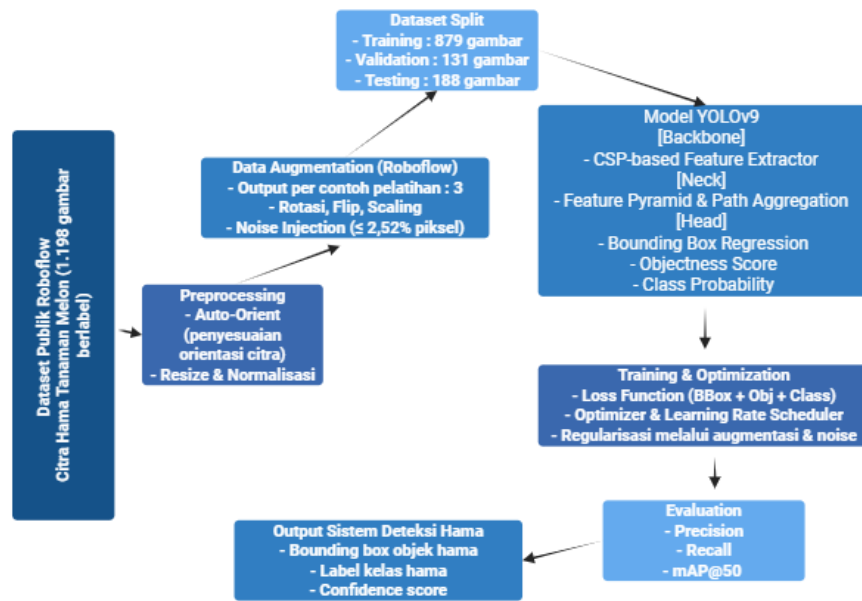 Dataset Publik Roboflow
Citra Hama Tanaman Melon (1.198 gambar
berlabel)
Preprocessing
- Auto-Orient
(penyesuaian
orientasi citra)
- Resize & Normalisasi
Data Augmentation (Roboflow)
- Output per contoh pelatihan : 3
- Rotasi, Flip, Scaling
- Noise Injection (≤ 2,52% piksel)
Dataset Split
- Training : 879 gambar
- Validation : 131 gambar
- Testing : 188 gambar
Model YOLOv9
[Backbone]
- CSP-based Feature Extractor
[Neck]
- Feature Pyramid & Path Aggregation
[Head]
- Bounding Box Regression
- Objectness Score
- Class Probability
Training & Optimization
- Loss Function (BBox + Obj + Class)
- Optimizer & Learning Rate Scheduler
- Regularisasi melalui augmentasi & noise
Evaluation
- Precision
- Recall
- mAP@50
Output Sistem Deteksi Hama
- Bounding box objek hama
- Label kelas hama
- Confidence score